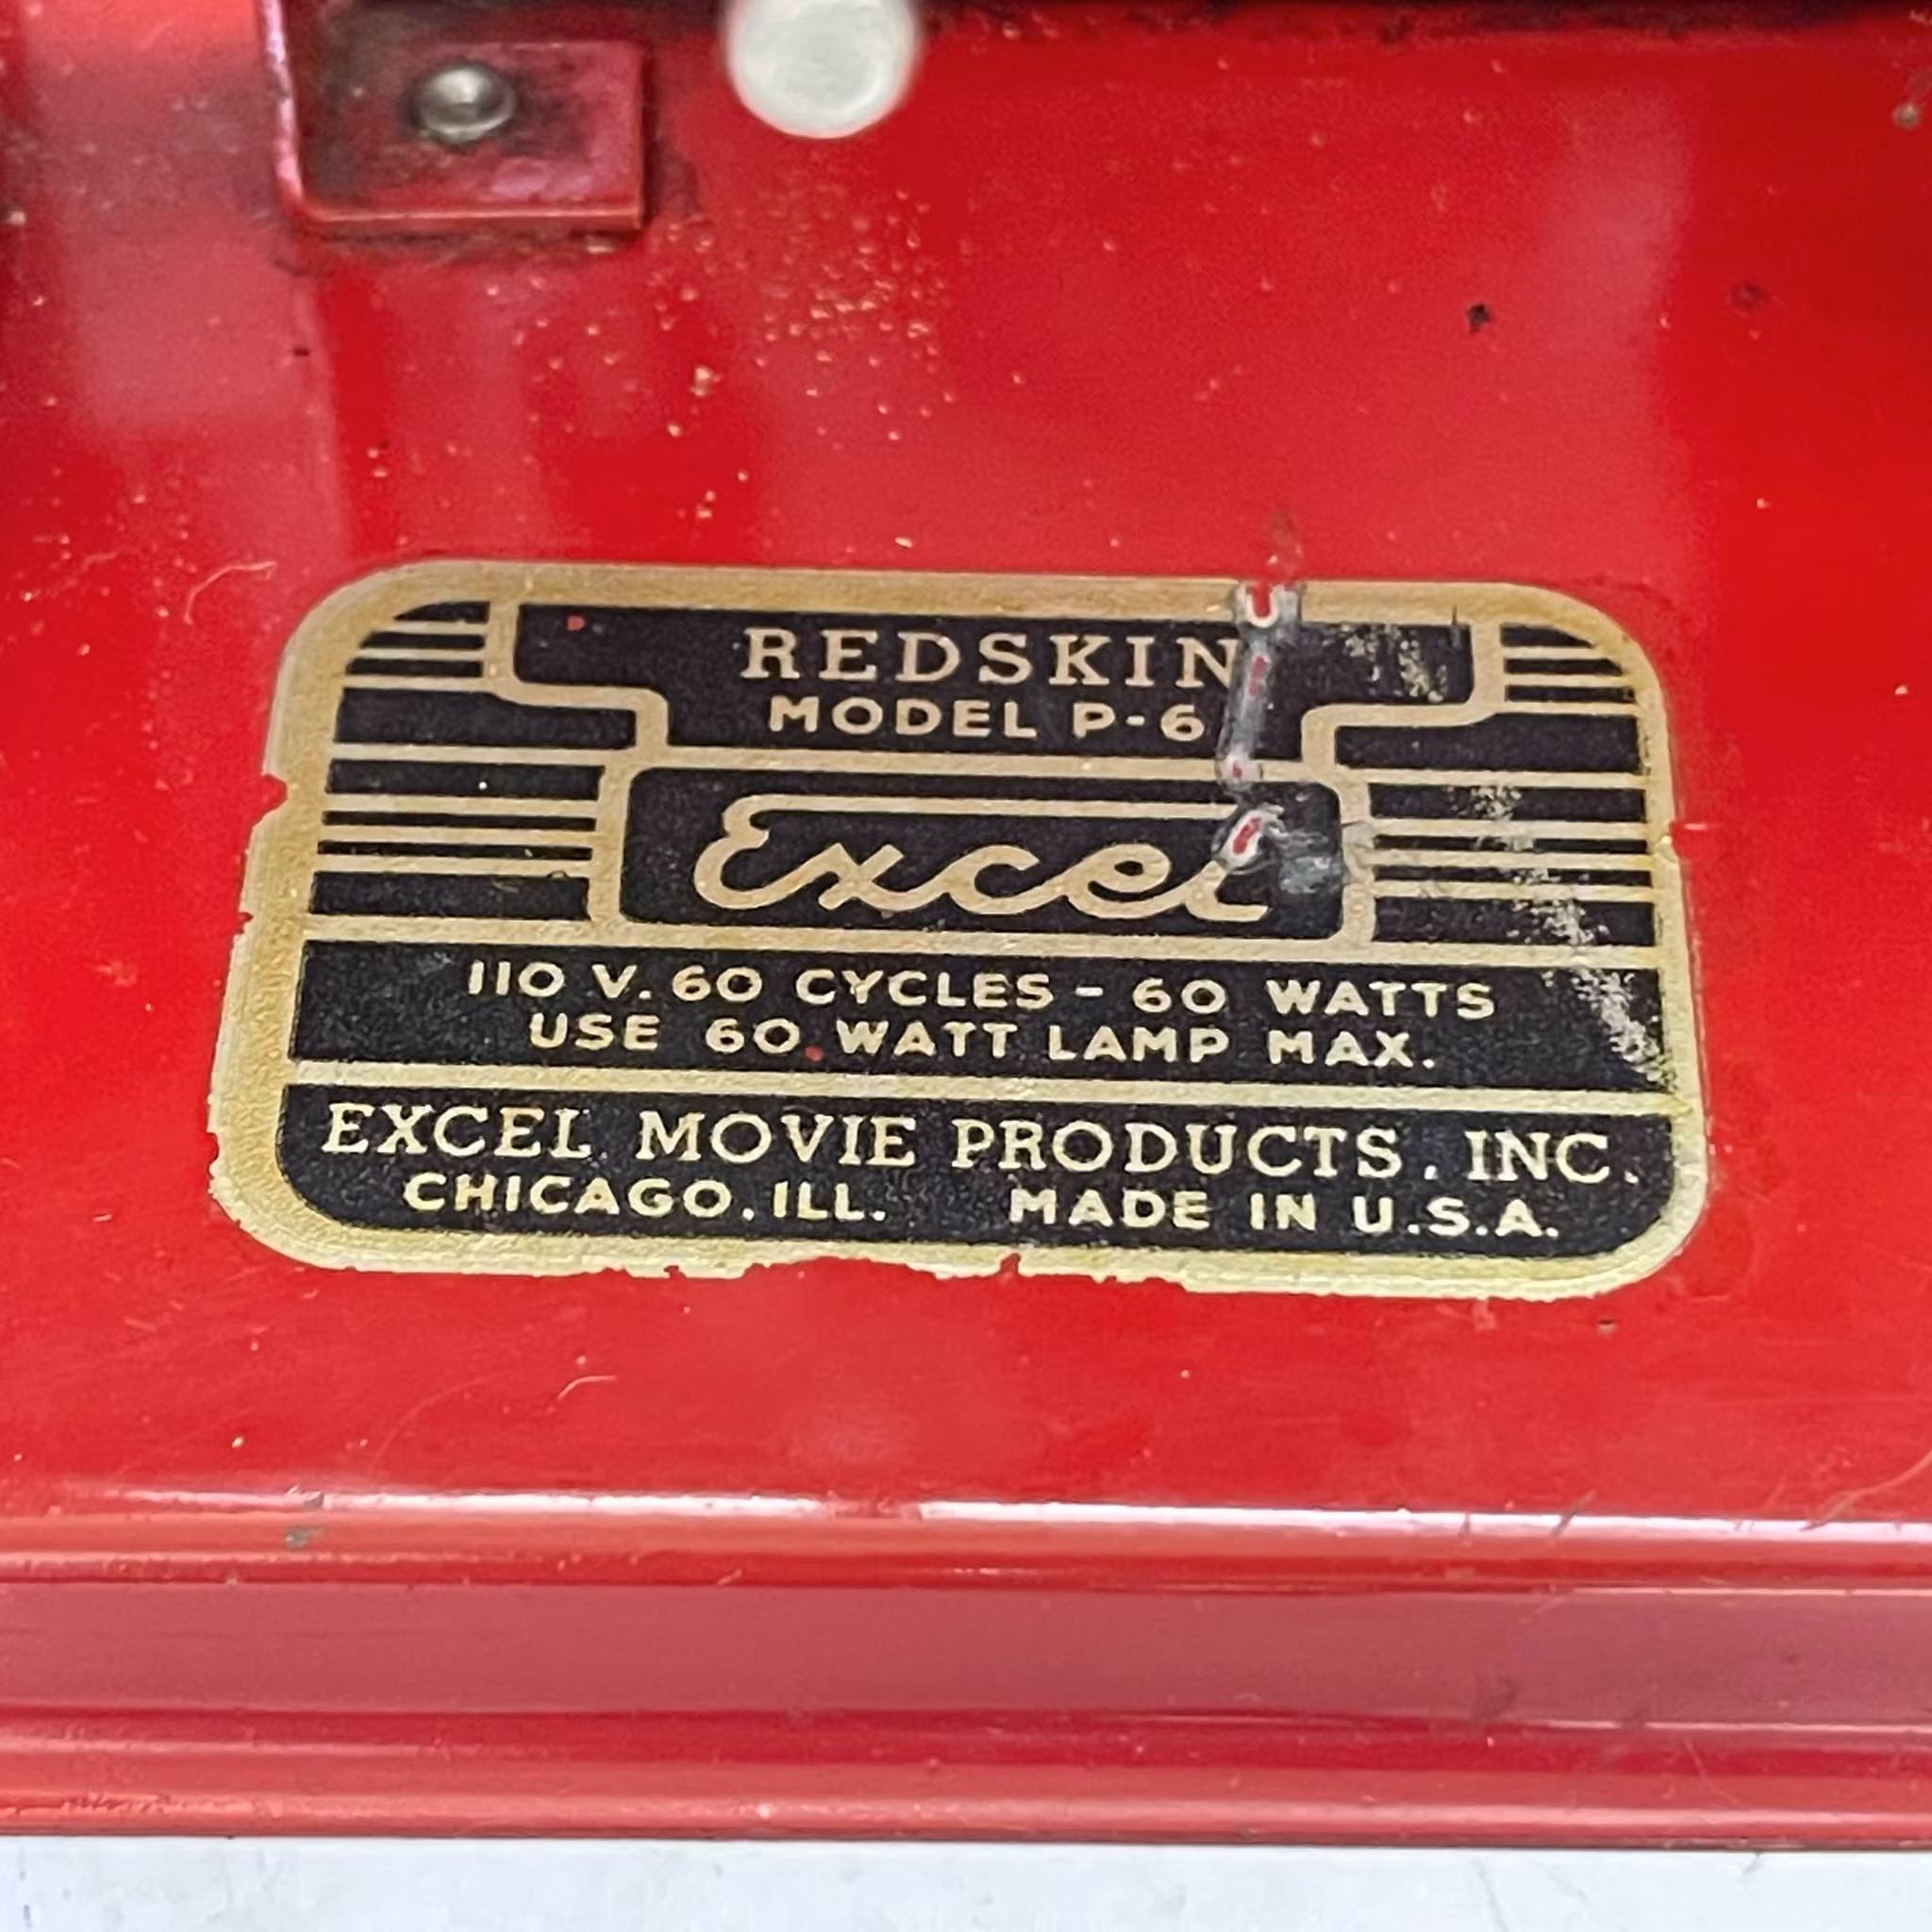 REDSKIN
MODEL P-6
Excel
110 V. 60 CYCLES - 60 WATTS
USE 60 WATT LAMP MAX.
EXCEL MOVIE PRODUCTS, INC.
CHICAGO, ILL. MADE IN U.S.A.